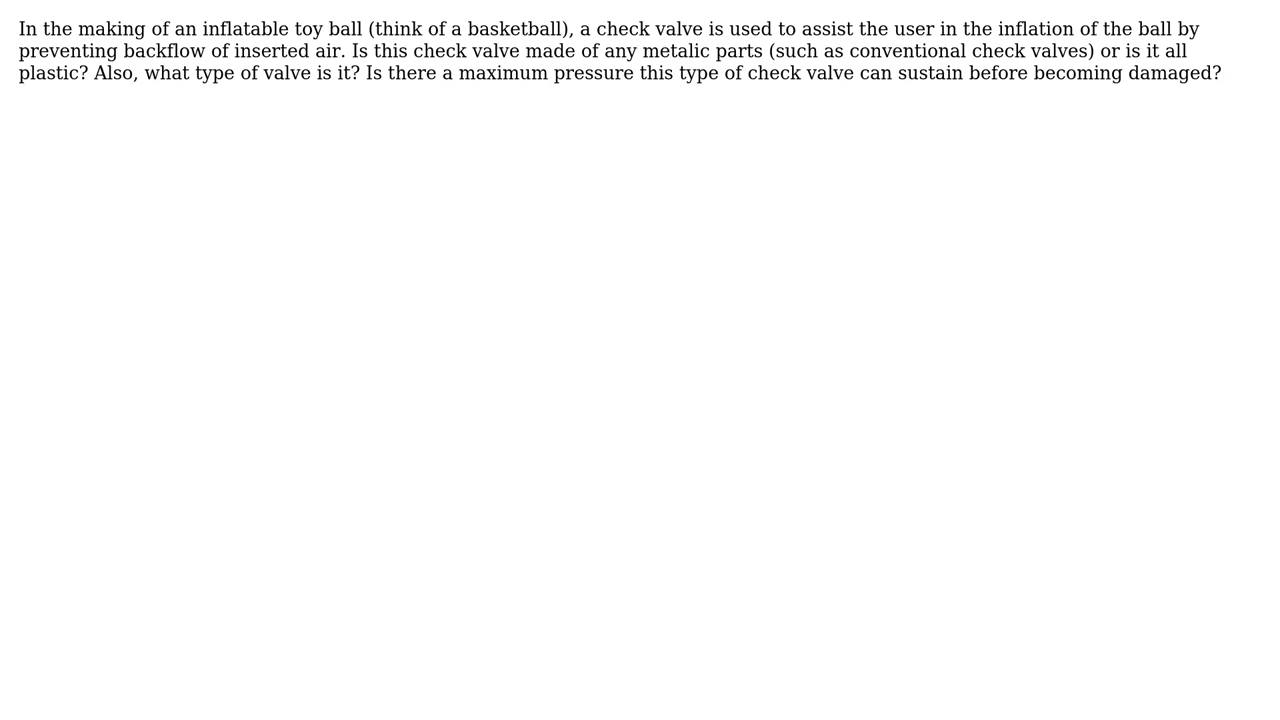 In the making of an inflatable toy ball (think of a basketball), a check valve is used to assist the user in the inflation of the ball by
preventing backflow of inserted air. Is this check valve made of any metalic parts (such as conventional check valves) or is it all
plastic? Also, what type of valve is it? Is there a maximum pressure this type of check valve can sustain before becoming damaged?